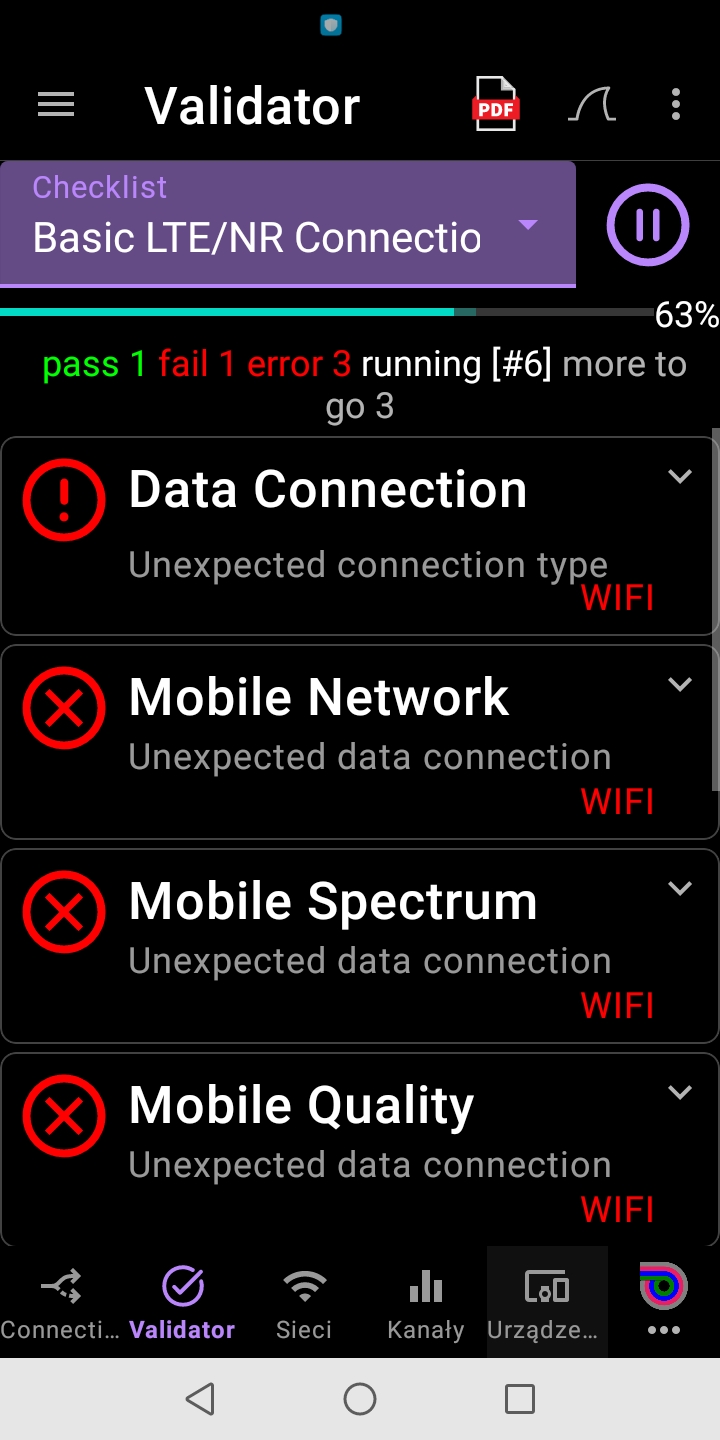 Validator
PDF
Checklist
Basic LTE/NR Connectio
63%
pass 1 fail 1 error 3 running [#6] more to
go 3
Data Connection
Unexpected connection type
WIFI
Mobile Network
Unexpected data connection
WIFI
Mobile Spectrum
Unexpected data connection
WIFI
Mobile Quality
Unexpected data connection
WIFI
Connecti… Validator Sieci Kanały Urządze…